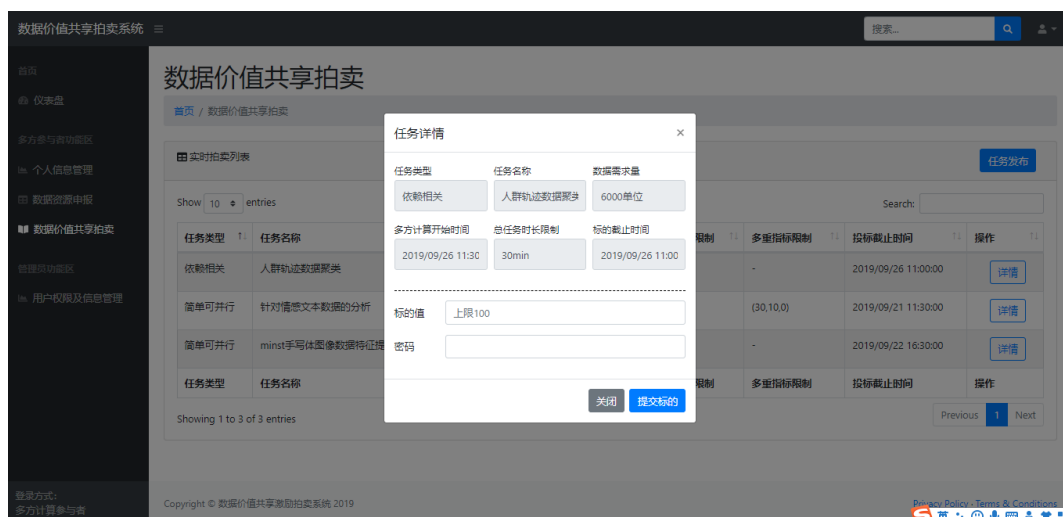 数据价值共享拍卖系统
搜索...
首页
仪表盘
多方参与者功能区
个人信息管理
数据资源申报
数据价值共享拍卖
管理员功能区
用户权限及信息管理
登录方式:
多方计算参与者
数据价值共享拍卖
首页 / 数据价值共享拍卖
实时拍卖列表
任务发布
Show 10 entries
Search:
任务类型 任务名称 限制 多重指标限制 投标截止时间 操作
依赖相关 人群轨迹数据聚类 - 2019/09/26 11:00:00 详情
简单可并行 针对情感文本数据的分析 (30,10,0) 2019/09/21 11:30:00 详情
简单可并行 minst手写体图像数据特征提 - 2019/09/22 16:30:00 详情
任务类型 任务名称 限制 多重指标限制 投标截止时间 操作
Showing 1 to 3 of 3 entries
Previous 1 Next
任务详情 ×
任务类型 任务名称 数据需求量
依赖相关 人群轨迹数据聚类 6000单位
多方计算开始时间 总任务时长限制 标的截止时间
2019/09/26 11:30 30min 2019/09/26 11:00
标的值 上限100
密码
关闭 提交标的
Copyright © 数据价值共享激励拍卖系统 2019
Privacy Policy · Terms & Conditions
英